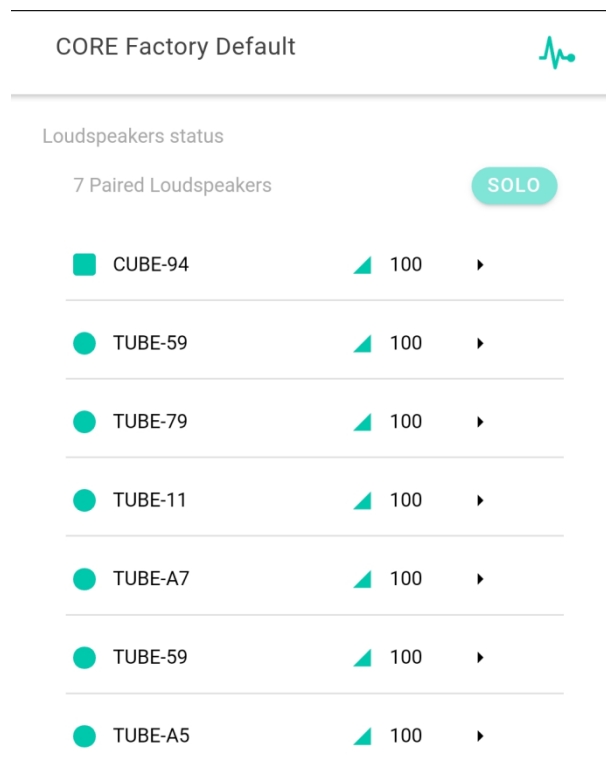 CORE Factory Default
Loudspeakers status
7 Paired Loudspeakers SOLO
CUBE-94 100
TUBE-59 100
TUBE-79 100
TUBE-11 100
TUBE-A7 100
TUBE-59 100
TUBE-A5 100